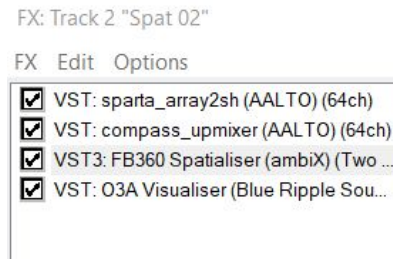 FX: Track 2 "Spat 02"
FX Edit Options
VST: sparta_array2sh (AALTO) (64ch)
VST: compass_upmixer (AALTO) (64ch)
VST3: FB360 Spatialiser (ambiX) (Two ...
VST: O3A Visualiser (Blue Ripple Sou...